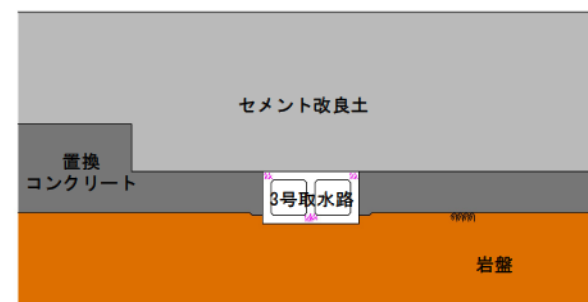 セメント改良土
置換
コンクリート
3号取水路
岩盤